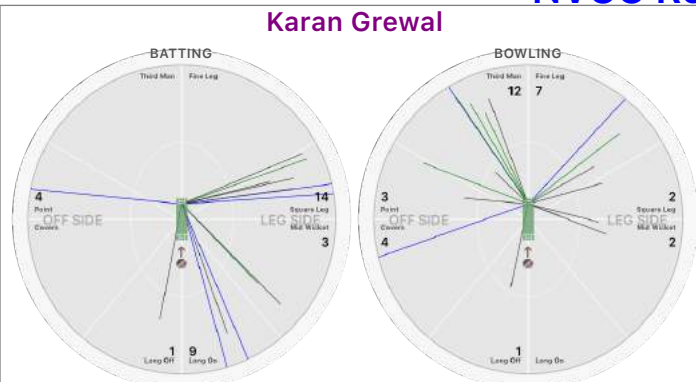 NVCC
Karan Grewal
BATTING
Third Man
Fine Leg
4
Point
OFF SIDE
Covers
14
Square Leg
LEG SIDE
Mid Wicket
3
1
Long Off
9
Long On
BOWLING
Third Man
12
Fine Leg
7
3
Point
OFF SIDE
Covers
4
2
Square Leg
LEG SIDE
Mid Wicket
2
1
Long Off
Long On